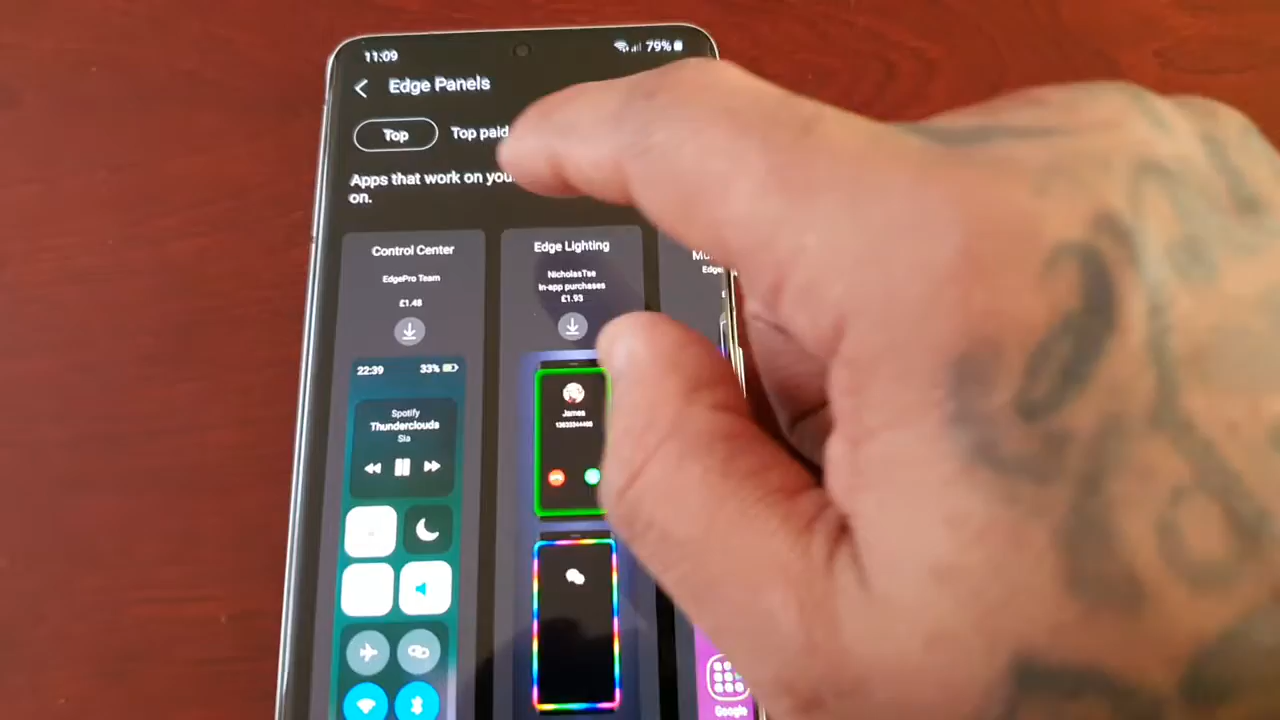 11:09
79%
Edge Panels
Top
Top paid
Apps that work on
on.
Control Center
EdgePro Team
£1.48
Edge Lighting
NicholasTse
In-app purchases
£1.93
22:39
33%
Spotify
Thunderclouds
Sia
James
Google